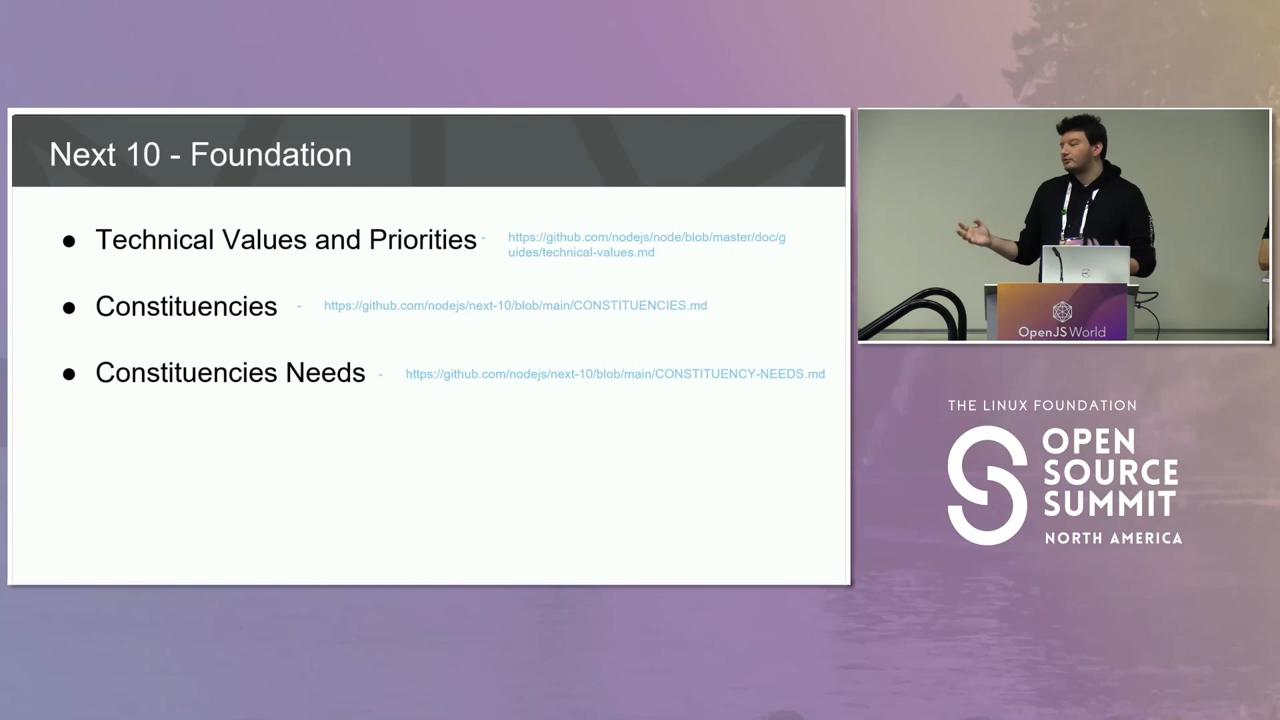 Next 10 - Foundation
● Technical Values and Priorities - https://github.com/nodejs/node/blob/master/doc/g
uides/technical-values.md
● Constituencies - https://github.com/nodejs/next-10/blob/main/CONSTITUENCIES.md
● Constituencies Needs - https://github.com/nodejs/next-10/blob/main/CONSTITUENCY-NEEDS.md
OpenJS World
THE LINUX FOUNDATION
OPEN
SOURCE
SUMMIT
NORTH AMERICA